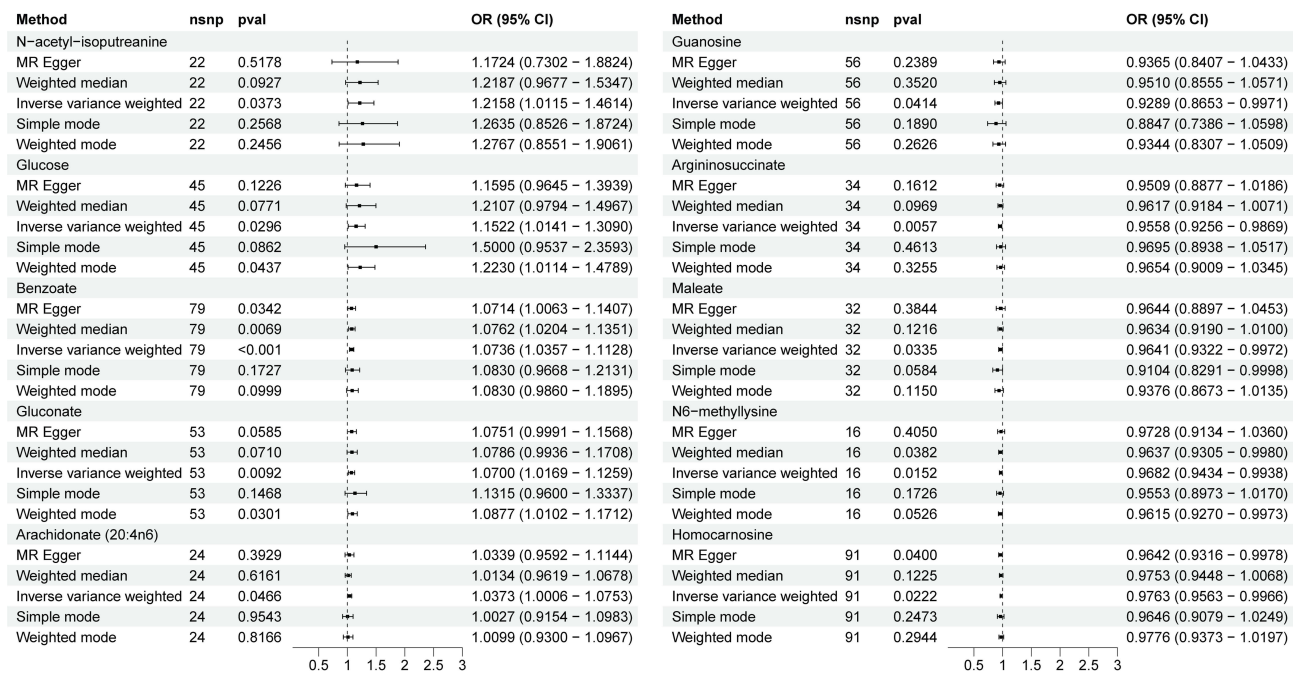 Method nsnp pval OR (95% CI)
N−acetyl−isoputreanine
MR Egger 22 0.5178 1.1724 (0.7302 − 1.8824)
Weighted median 22 0.0927 1.2187 (0.9677 − 1.5347)
Inverse variance weighted 22 0.0373 1.2158 (1.0115 − 1.4614)
Simple mode 22 0.2568 1.2635 (0.8526 − 1.8724)
Weighted mode 22 0.2456 1.2767 (0.8551 − 1.9061)
Glucose
MR Egger 45 0.1226 1.1595 (0.9645 − 1.3939)
Weighted median 45 0.0771 1.2107 (0.9794 − 1.4967)
Inverse variance weighted 45 0.0296 1.1522 (1.0141 − 1.3090)
Simple mode 45 0.0862 1.5000 (0.9537 − 2.3593)
Weighted mode 45 0.0437 1.2230 (1.0114 − 1.4789)
Benzoate
MR Egger 79 0.0342 1.0714 (1.0063 − 1.1407)
Weighted median 79 0.0069 1.0762 (1.0204 − 1.1351)
Inverse variance weighted 79 <0.001 1.0736 (1.0357 − 1.1128)
Simple mode 79 0.1727 1.0830 (0.9668 − 1.2131)
Weighted mode 79 0.0999 1.0830 (0.9860 − 1.1895)
Gluconate
MR Egger 53 0.0585 1.0751 (0.9991 − 1.1568)
Weighted median 53 0.0710 1.0786 (0.9936 − 1.1708)
Inverse variance weighted 53 0.0092 1.0700 (1.0169 − 1.1259)
Simple mode 53 0.1468 1.1315 (0.9600 − 1.3337)
Weighted mode 53 0.0301 1.0877 (1.0102 − 1.1712)
Arachidonate (20:4n6)
MR Egger 24 0.3929 1.0339 (0.9592 − 1.1144)
Weighted median 24 0.6161 1.0134 (0.9619 − 1.0678)
Inverse variance weighted 24 0.0466 1.0373 (1.0006 − 1.0753)
Simple mode 24 0.9543 1.0027 (0.9154 − 1.0983)
Weighted mode 24 0.8166 1.0099 (0.9300 − 1.0967)
0.5 1 1.5 2 2.5 3
Method nsnp pval OR (95% CI)
Guanosine
MR Egger 56 0.2389 0.9365 (0.8407 − 1.0433)
Weighted median 56 0.3520 0.9510 (0.8555 − 1.0571)
Inverse variance weighted 56 0.0414 0.9289 (0.8653 − 0.9971)
Simple mode 56 0.1890 0.8847 (0.7386 − 1.0598)
Weighted mode 56 0.2626 0.9344 (0.8307 − 1.0509)
Argininosuccinate
MR Egger 34 0.1612 0.9509 (0.8877 − 1.0186)
Weighted median 34 0.0969 0.9617 (0.9184 − 1.0071)
Inverse variance weighted 34 0.0057 0.9558 (0.9256 − 0.9869)
Simple mode 34 0.4613 0.9695 (0.8938 − 1.0517)
Weighted mode 34 0.3255 0.9654 (0.9009 − 1.0345)
Maleate
MR Egger 32 0.3844 0.9644 (0.8897 − 1.0453)
Weighted median 32 0.1216 0.9634 (0.9190 − 1.0100)
Inverse variance weighted 32 0.0335 0.9641 (0.9322 − 0.9972)
Simple mode 32 0.0584 0.9104 (0.8291 − 0.9998)
Weighted mode 32 0.1150 0.9376 (0.8673 − 1.0135)
N6−methyllysine
MR Egger 16 0.4050 0.9728 (0.9134 − 1.0360)
Weighted median 16 0.0382 0.9637 (0.9305 − 0.9980)
Inverse variance weighted 16 0.0152 0.9682 (0.9434 − 0.9938)
Simple mode 16 0.1726 0.9553 (0.8973 − 1.0170)
Weighted mode 16 0.0526 0.9615 (0.9270 − 0.9973)
Homocarnosine
MR Egger 91 0.0400 0.9642 (0.9316 − 0.9978)
Weighted median 91 0.1225 0.9753 (0.9448 − 1.0068)
Inverse variance weighted 91 0.0222 0.9763 (0.9563 − 0.9966)
Simple mode 91 0.2473 0.9646 (0.9079 − 1.0249)
Weighted mode 91 0.2944 0.9776 (0.9373 − 1.0197)
0.5 1 1.5 2 2.5 3